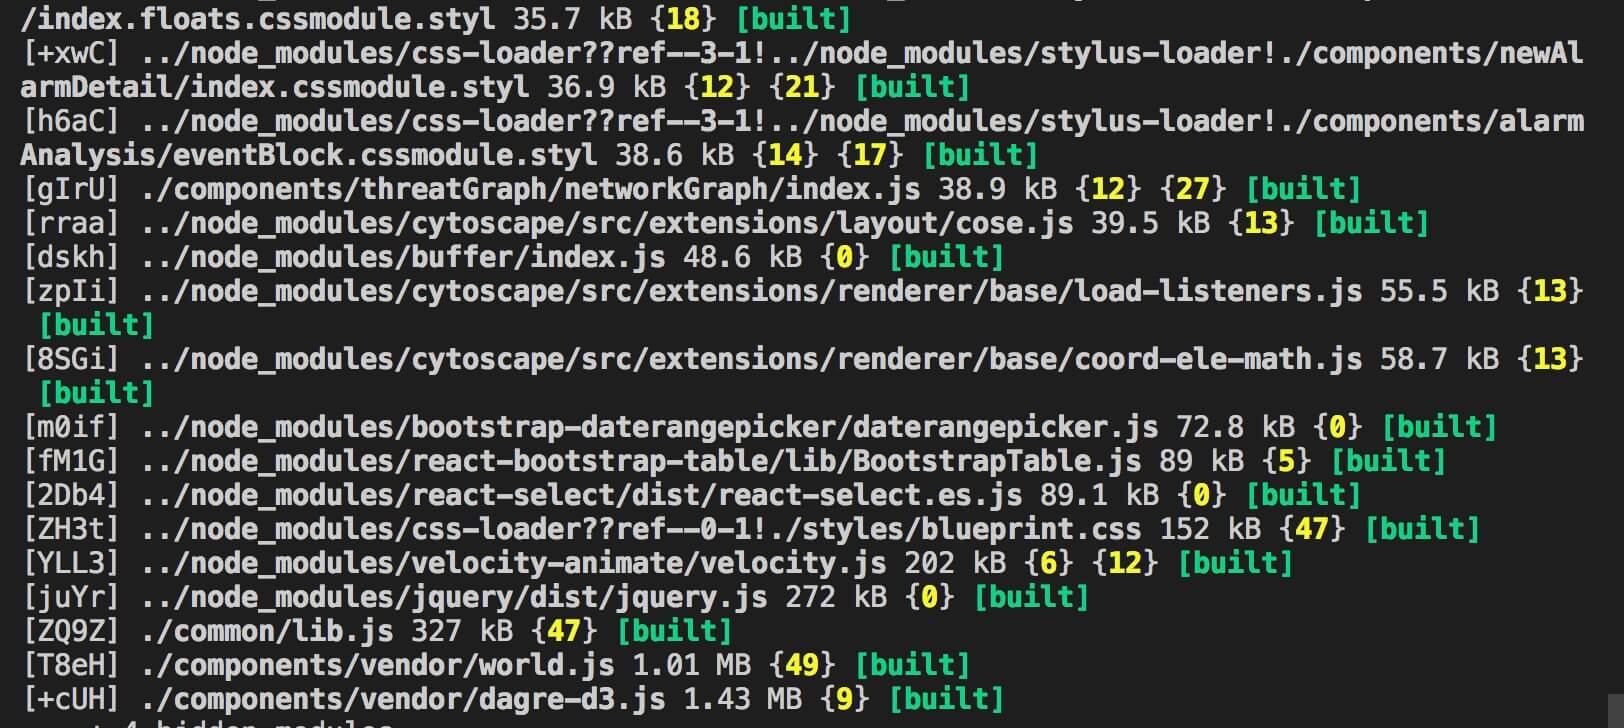 /index.floats.cssmodule.styl 35.7 kB {18} [built]
[+xwC] ../node_modules/css-loader??ref--3-1!../node_modules/stylus-loader!./components/newAl
armDetail/index.cssmodule.styl 36.9 kB {12} {21} [built]
[h6aC] ../node_modules/css-loader??ref--3-1!../node_modules/stylus-loader!./components/alarm
Analysis/eventBlock.cssmodule.styl 38.6 kB {14} {17} [built]
[gIrU] ./components/threatGraph/networkGraph/index.js 38.9 kB {12} {27} [built]
[rraa] ../node_modules/cytoscape/src/extensions/layout/cose.js 39.5 kB {13} [built]
[dskh] ../node_modules/buffer/index.js 48.6 kB {0} [built]
[zpIi] ../node_modules/cytoscape/src/extensions/renderer/base/load-listeners.js 55.5 kB {13}
[built]
[8SGi] ../node_modules/cytoscape/src/extensions/renderer/base/coord-ele-math.js 58.7 kB {13}
[built]
[m0if] ../node_modules/bootstrap-daterangepicker/daterangepicker.js 72.8 kB {0} [built]
[fM1G] ../node_modules/react-bootstrap-table/lib/BootstrapTable.js 89 kB {5} [built]
[2Db4] ../node_modules/react-select/dist/react-select.es.js 89.1 kB {0} [built]
[ZH3t] ../node_modules/css-loader??ref--0-1!./styles/blueprint.css 152 kB {47} [built]
[YLL3] ../node_modules/velocity-animate/velocity.js 202 kB {6} {12} [built]
[juYr] ../node_modules/jquery/dist/jquery.js 272 kB {0} [built]
[ZQ9Z] ./common/lib.js 327 kB {47} [built]
[T8eH] ./components/vendor/world.js 1.01 MB {49} [built]
[+cUH] ./components/vendor/dagre-d3.js 1.43 MB {9} [built]
+ 4 hidden modules